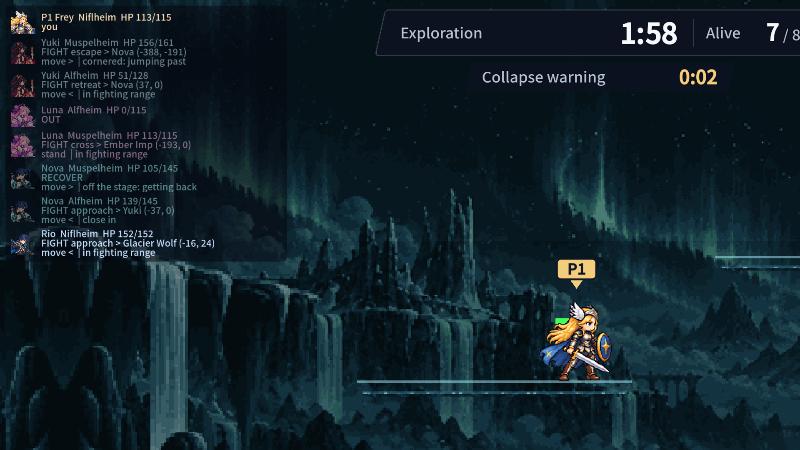 P1 Frey Niflheim HP 113/115
you
Yuki Muspelheim HP 156/161
FIGHT escape > Nova (-388, -191)
move > | cornered: jumping past
Yuki Alfheim HP 51/128
FIGHT retreat > Nova (37, 0)
move < | in fighting range
Luna Alfheim HP 0/115
OUT
Luna Muspelheim HP 113/115
FIGHT cross > Ember Imp (-193, 0)
stand | in fighting range
Nova Muspelheim HP 105/145
RECOVER
move < | off the stage: getting back
Nova Alfheim HP 139/145
FIGHT approach > Yuki (-37, 0)
move < | close in
Rio Niflheim HP 152/152
FIGHT approach > Glacier Wolf (-16, 24)
move < | in fighting range
Exploration 1:58 Alive 7 / 8
Collapse warning 0:02
P1